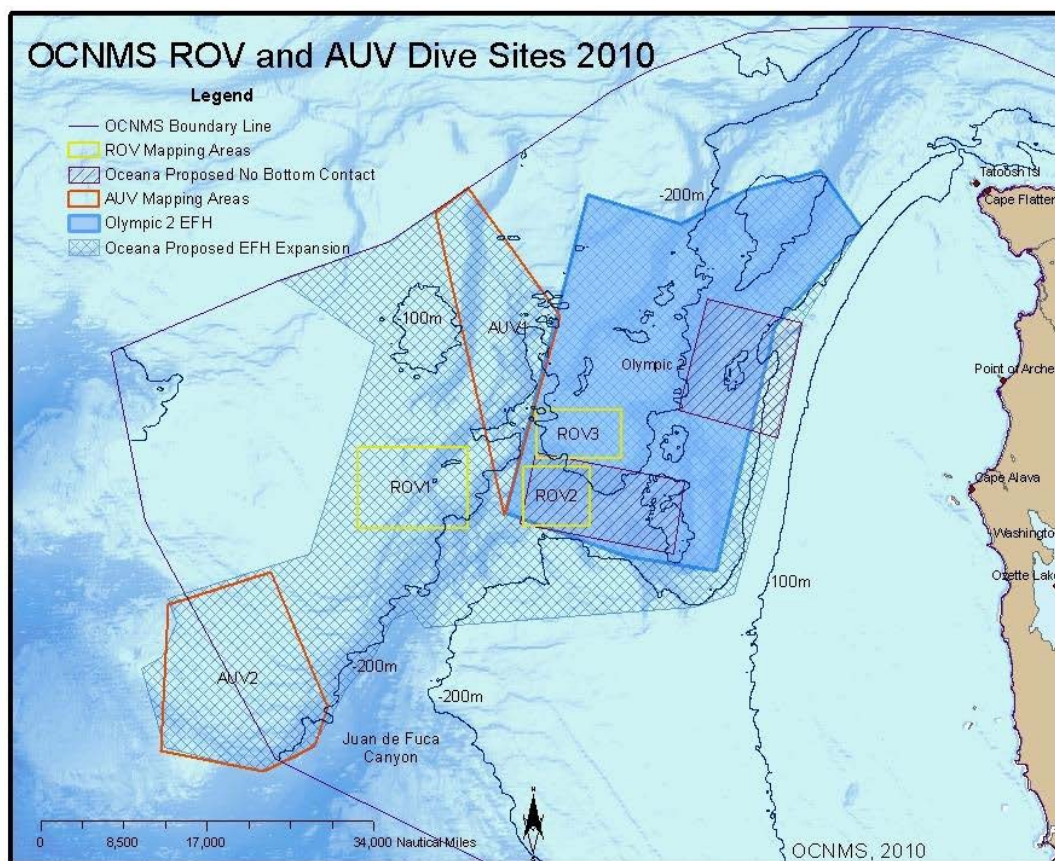 OCNMS ROV and AUV Dive Sites 2010
Legend
OCNMS Boundary Line
ROV Mapping Areas
Oceana Proposed No Bottom Contact
AUV Mapping Areas
Olympic 2 EFH
Oceana Proposed EFH Expansion
Tatoosh Isl
Cape Flatter
-200m
-100m
AUV1
Olympic 2
Point of Arche
ROV3
ROV1
ROV2
Cape Alava
Washington
Ozette Lake
100m
AUV2
-200m
-200m
Juan de Fuca
Canyon
N
0 8,500 17,000 34,000 Nautical Miles
OCNMS, 2010